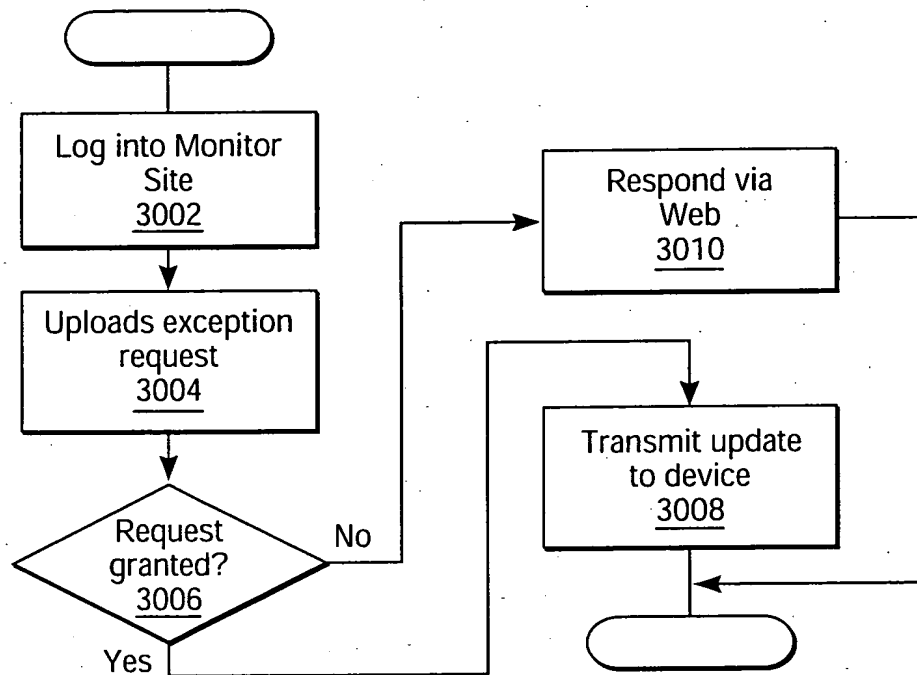 Log into Monitor
Site
3002
Uploads exception
request
3004
Request
granted?
3006
No
Yes
Respond via
Web
3010
Transmit update
to device
3008